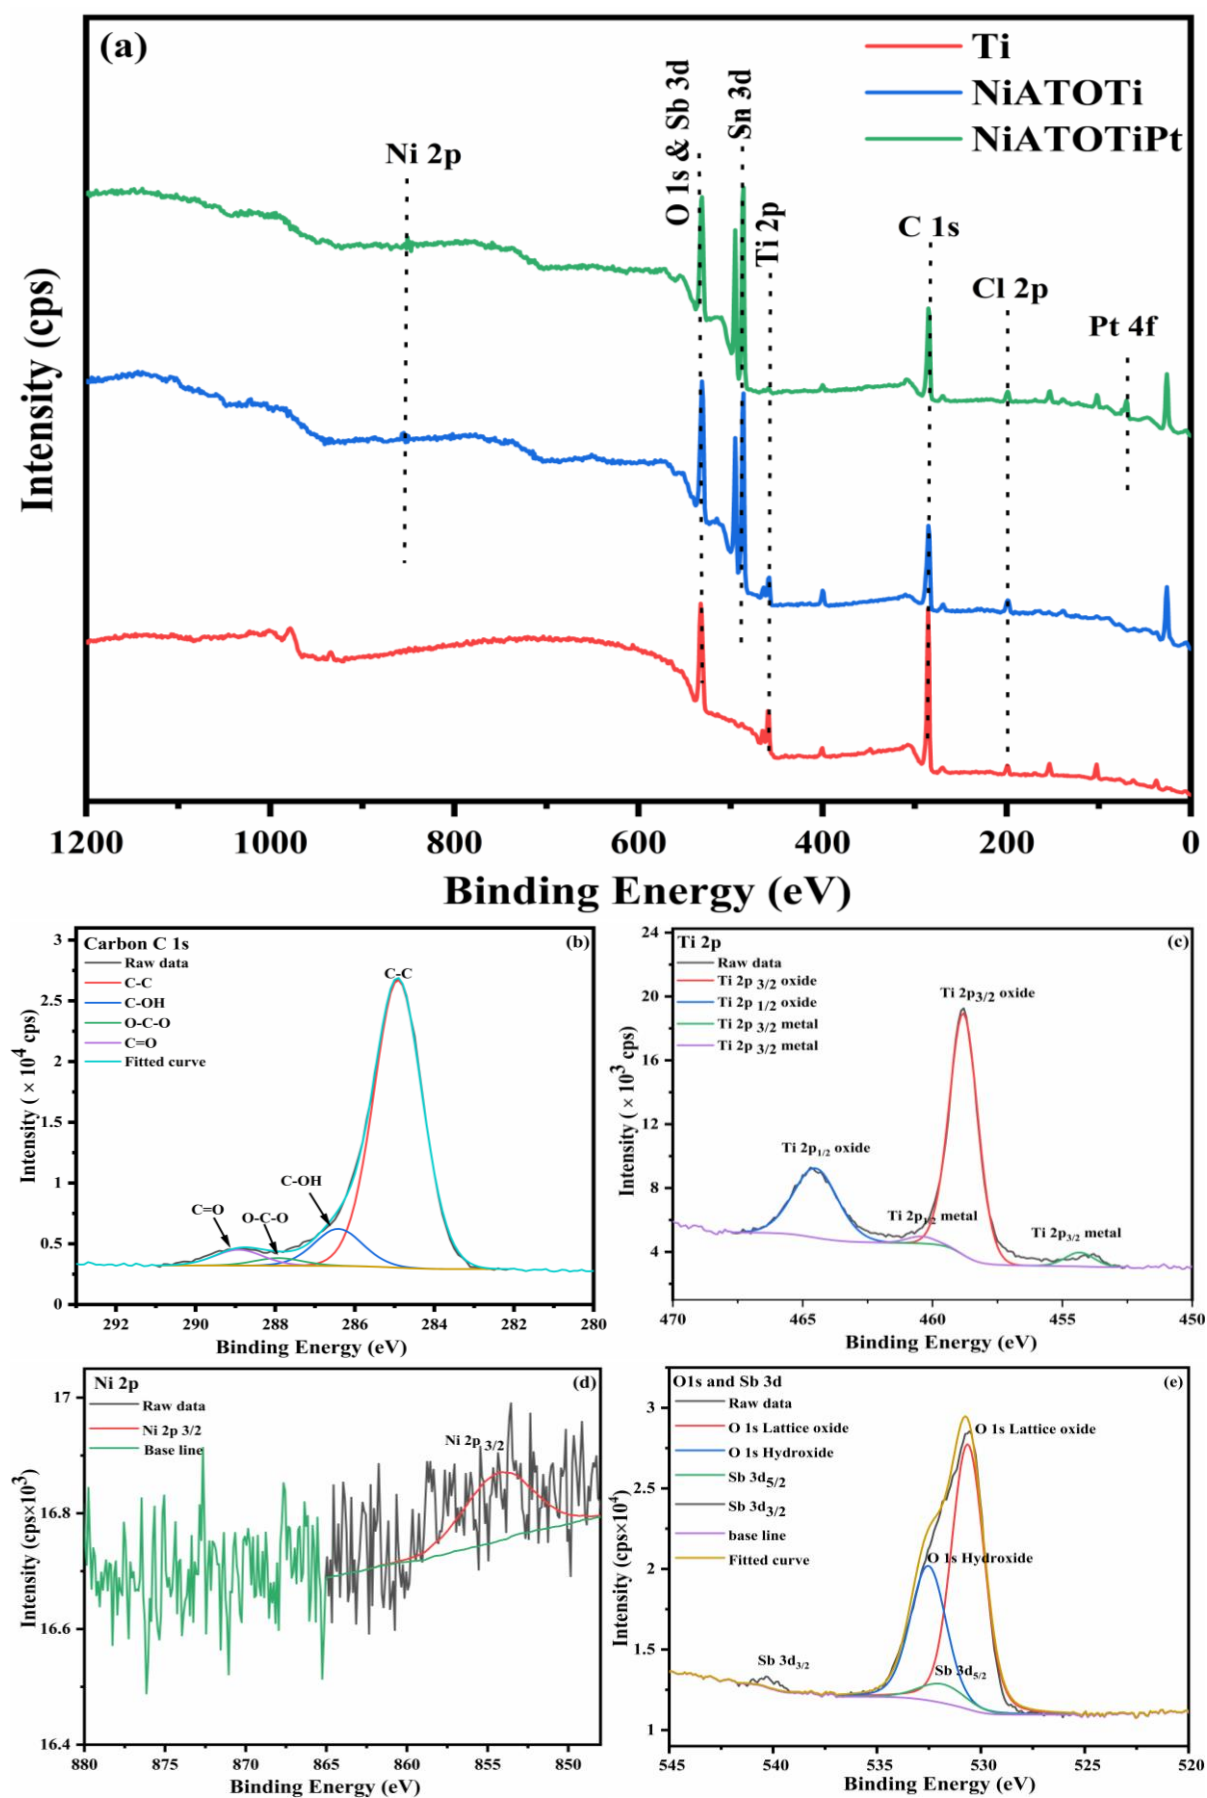 (a)
Ti
NiATOTi
NiATOTiPt
Ni 2p
O 1s & Sb 3d
Sn 3d
Ti 2p
C 1s
Cl 2p
Pt 4f
Intensity (cps)
1200 1000 800 600 400 200 0
Binding Energy (eV)
Carbon C 1s
(b)
Raw data
C-C
C-OH
O-C-O
C=O
Fitted curve
C-C
C-OH
O-C-O
C=O
3
2.5
2
1.5
1
0.5
0
Intensity ( × 10⁴ cps)
292 290 288 286 284 282 280
Binding Energy (eV)
Ti 2p
(c)
Raw data
Ti 2p 3/2 oxide
Ti 2p 1/2 oxide
Ti 2p 3/2 metal
Ti 2p 3/2 metal
Ti 2p3/2 oxide
Ti 2p1/2 oxide
Ti 2p1/2 metal
Ti 2p3/2 metal
24
20
16
12
8
4
Intensity ( × 10³ cps)
470 465 460 455 450
Binding Energy (eV)
Ni 2p
(d)
Raw data
Ni 2p 3/2
Base line
Ni 2p 3/2
17
16.8
16.6
16.4
Intensity (cps×10³)
880 875 870 865 860 855 850
Binding Energy (eV)
O1s and Sb 3d
(e)
Raw data
O 1s Lattice oxide
O 1s Hydroxide
Sb 3d5/2
Sb 3d3/2
base line
Fitted curve
O 1s Lattice oxide
O 1s Hydroxide
Sb 3d3/2
Sb 3d5/2
3
2.5
2
1.5
1
Intensity (cps×10⁴)
545 540 535 530 525 520
Binding Energy (eV)